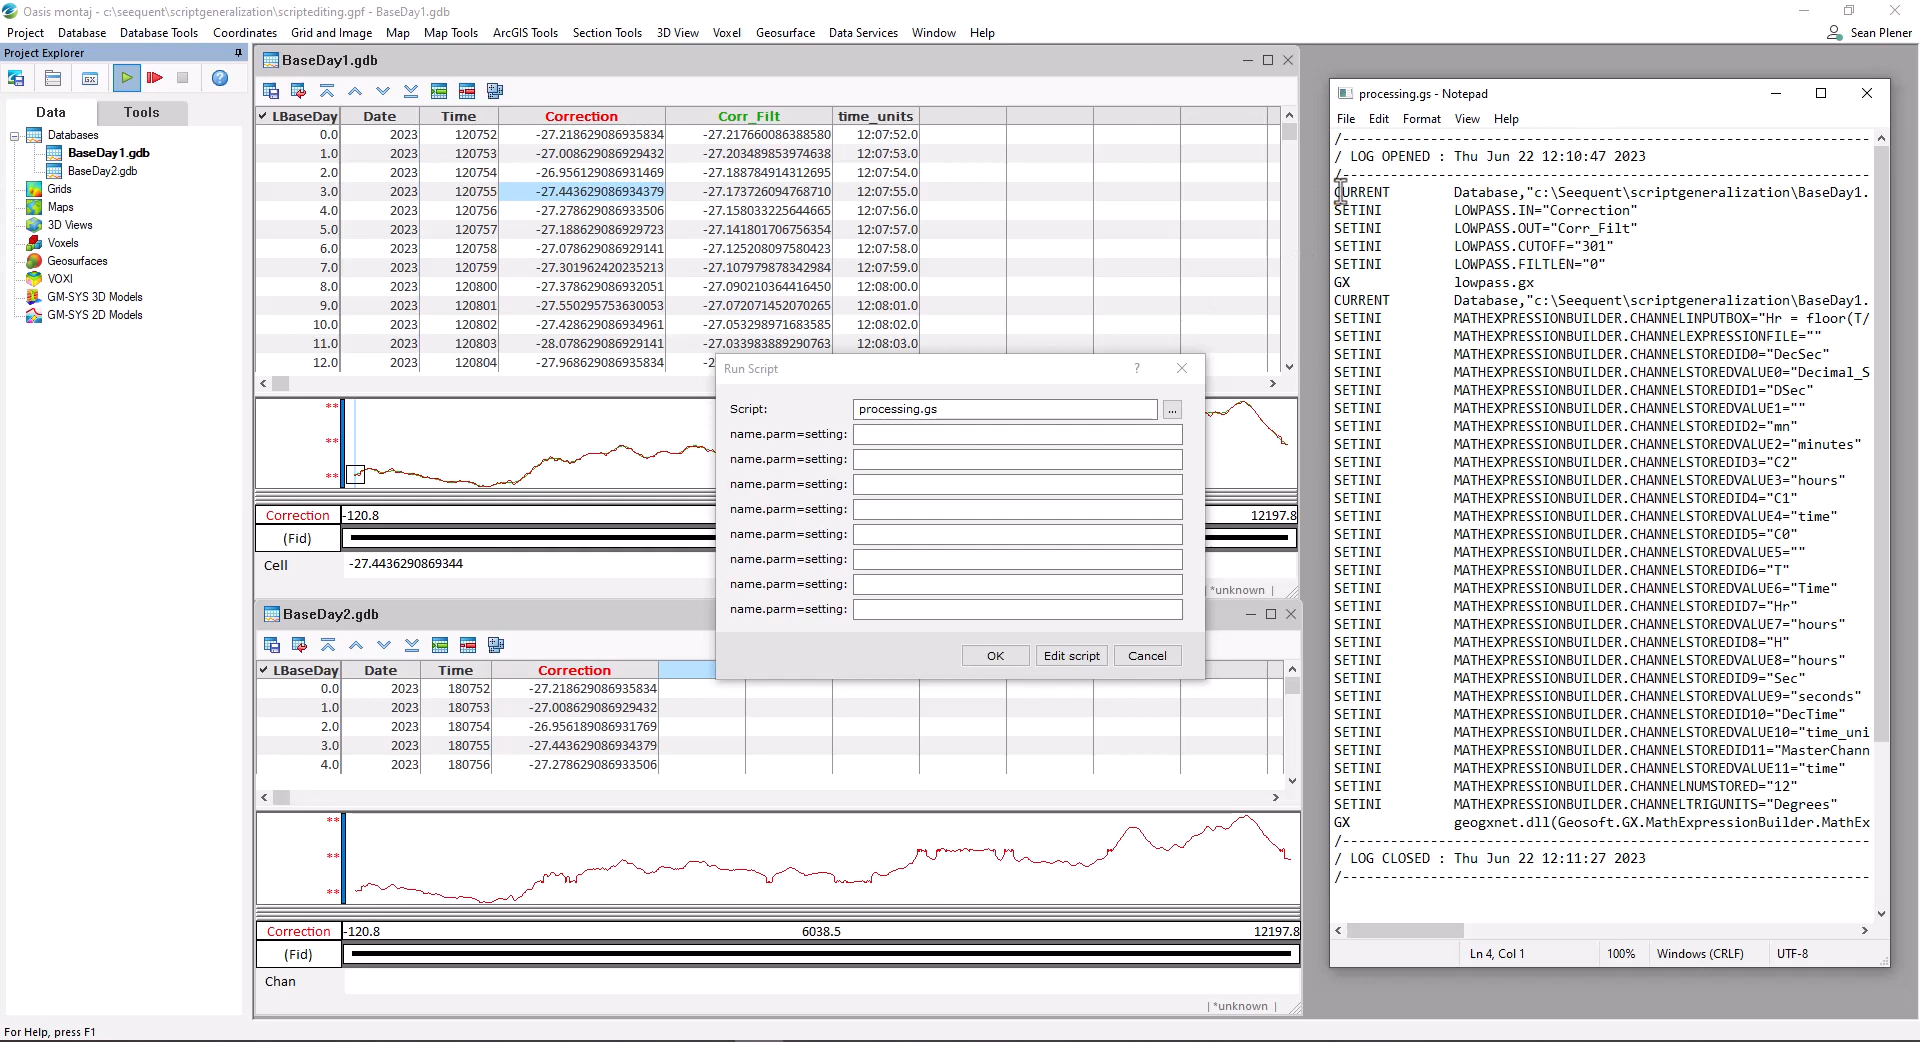 Oasis montaj - c:\seequent\scriptgeneralization\scriptediting.gpf - BaseDay1.gdb
Project Database Database Tools Coordinates Grid and Image Map Map Tools ArcGIS Tools Section Tools 3D View Voxel Geosurface Data Services Window Help Sean Plener
Project Explorer
GX
Data Tools
Databases
BaseDay1.gdb
BaseDay2.gdb
Grids
Maps
3D Views
Voxels
Geosurfaces
VOXI
GM-SYS 3D Models
GM-SYS 2D Models
BaseDay1.gdb
✓ LBaseDay Date Time Correction Corr_Filt time_units
0.0 2023 120752 -27.218629086935834 -27.217660086388580 12:07:52.0
1.0 2023 120753 -27.008629086929432 -27.203489853974638 12:07:53.0
2.0 2023 120754 -26.956129086931469 -27.188784914312695 12:07:54.0
3.0 2023 120755 -27.443629086934379 -27.173726094768710 12:07:55.0
4.0 2023 120756 -27.278629086933506 -27.158033225644665 12:07:56.0
5.0 2023 120757 -27.188629086929723 -27.141801706756354 12:07:57.0
6.0 2023 120758 -27.078629086929141 -27.125208097580423 12:07:58.0
7.0 2023 120759 -27.301962420235213 -27.107979878342984 12:07:59.0
8.0 2023 120800 -27.378629086932051 -27.090210364416450 12:08:00.0
9.0 2023 120801 -27.550295753630053 -27.072071452070265 12:08:01.0
10.0 2023 120802 -27.428629086934961 -27.053298971683585 12:08:02.0
11.0 2023 120803 -28.078629086929141 -27.033983889290763 12:08:03.0
12.0 2023 120804 -27.968629086935834 -2
**
**
**
Correction -120.8 12197.8
(Fid)
Cell -27.4436290869344
|*unknown |
BaseDay2.gdb
✓ LBaseDay Date Time Correction
0.0 2023 180752 -27.218629086935834
1.0 2023 180753 -27.008629086929432
2.0 2023 180754 -26.956189086931769
3.0 2023 180755 -27.443629086934379
4.0 2023 180756 -27.278629086933506
**
**
**
Correction -120.8 6038.5 12197.8
(Fid)
Chan
|*unknown |
For Help, press F1
Run Script ?
Script: processing.gs ...
name.parm=setting:
name.parm=setting:
name.parm=setting:
name.parm=setting:
name.parm=setting:
name.parm=setting:
name.parm=setting:
name.parm=setting:
OK Edit script Cancel
processing.gs - Notepad
File Edit Format View Help
/------------------------------------------------------------------
/ LOG OPENED : Thu Jun 22 12:10:47 2023
/------------------------------------------------------------------
CURRENT Database,"c:\Seequent\scriptgeneralization\BaseDay1.
SETINI LOWPASS.IN="Correction"
SETINI LOWPASS.OUT="Corr_Filt"
SETINI LOWPASS.CUTOFF="301"
SETINI LOWPASS.FILTLEN="0"
GX lowpass.gx
CURRENT Database,"c:\Seequent\scriptgeneralization\BaseDay1.
SETINI MATHEXPRESSIONBUILDER.CHANNELINPUTBOX="Hr = floor(T/
SETINI MATHEXPRESSIONBUILDER.CHANNELEXPRESSIONFILE=""
SETINI MATHEXPRESSIONBUILDER.CHANNELSTOREDID0="DecSec"
SETINI MATHEXPRESSIONBUILDER.CHANNELSTOREDVALUE0="Decimal_S
SETINI MATHEXPRESSIONBUILDER.CHANNELSTOREDID1="DSec"
SETINI MATHEXPRESSIONBUILDER.CHANNELSTOREDVALUE1=""
SETINI MATHEXPRESSIONBUILDER.CHANNELSTOREDID2="mn"
SETINI MATHEXPRESSIONBUILDER.CHANNELSTOREDVALUE2="minutes"
SETINI MATHEXPRESSIONBUILDER.CHANNELSTOREDID3="C2"
SETINI MATHEXPRESSIONBUILDER.CHANNELSTOREDVALUE3="hours"
SETINI MATHEXPRESSIONBUILDER.CHANNELSTOREDID4="C1"
SETINI MATHEXPRESSIONBUILDER.CHANNELSTOREDVALUE4="time"
SETINI MATHEXPRESSIONBUILDER.CHANNELSTOREDID5="C0"
SETINI MATHEXPRESSIONBUILDER.CHANNELSTOREDVALUE5=""
SETINI MATHEXPRESSIONBUILDER.CHANNELSTOREDID6="T"
SETINI MATHEXPRESSIONBUILDER.CHANNELSTOREDVALUE6="Time"
SETINI MATHEXPRESSIONBUILDER.CHANNELSTOREDID7="Hr"
SETINI MATHEXPRESSIONBUILDER.CHANNELSTOREDVALUE7="hours"
SETINI MATHEXPRESSIONBUILDER.CHANNELSTOREDID8="H"
SETINI MATHEXPRESSIONBUILDER.CHANNELSTOREDVALUE8="hours"
SETINI MATHEXPRESSIONBUILDER.CHANNELSTOREDID9="Sec"
SETINI MATHEXPRESSIONBUILDER.CHANNELSTOREDVALUE9="seconds"
SETINI MATHEXPRESSIONBUILDER.CHANNELSTOREDID10="DecTime"
SETINI MATHEXPRESSIONBUILDER.CHANNELSTOREDVALUE10="time_uni
SETINI MATHEXPRESSIONBUILDER.CHANNELSTOREDID11="MasterChann
SETINI MATHEXPRESSIONBUILDER.CHANNELSTOREDVALUE11="time"
SETINI MATHEXPRESSIONBUILDER.CHANNELNUMSTORED="12"
SETINI MATHEXPRESSIONBUILDER.CHANNELTRIGUNITS="Degrees"
GX geogxnet.dll(Geosoft.GX.MathExpressionBuilder.MathEx
/------------------------------------------------------------------
/ LOG CLOSED : Thu Jun 22 12:11:27 2023
/------------------------------------------------------------------
Ln 4, Col 1 100% Windows (CRLF) UTF-8